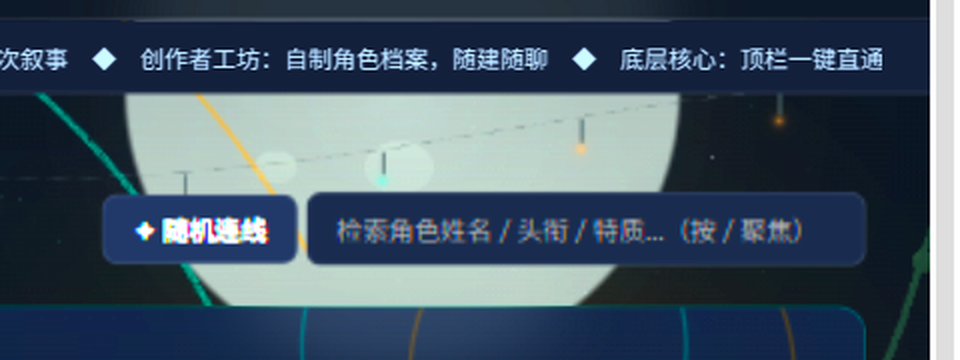 次叙事 ◆ 创作者工坊：自制角色档案，随建随聊 ◆ 底层核心：顶栏一键直通
✦ 随机连线
检索角色姓名 / 头衔 / 特质...（按 / 聚焦）